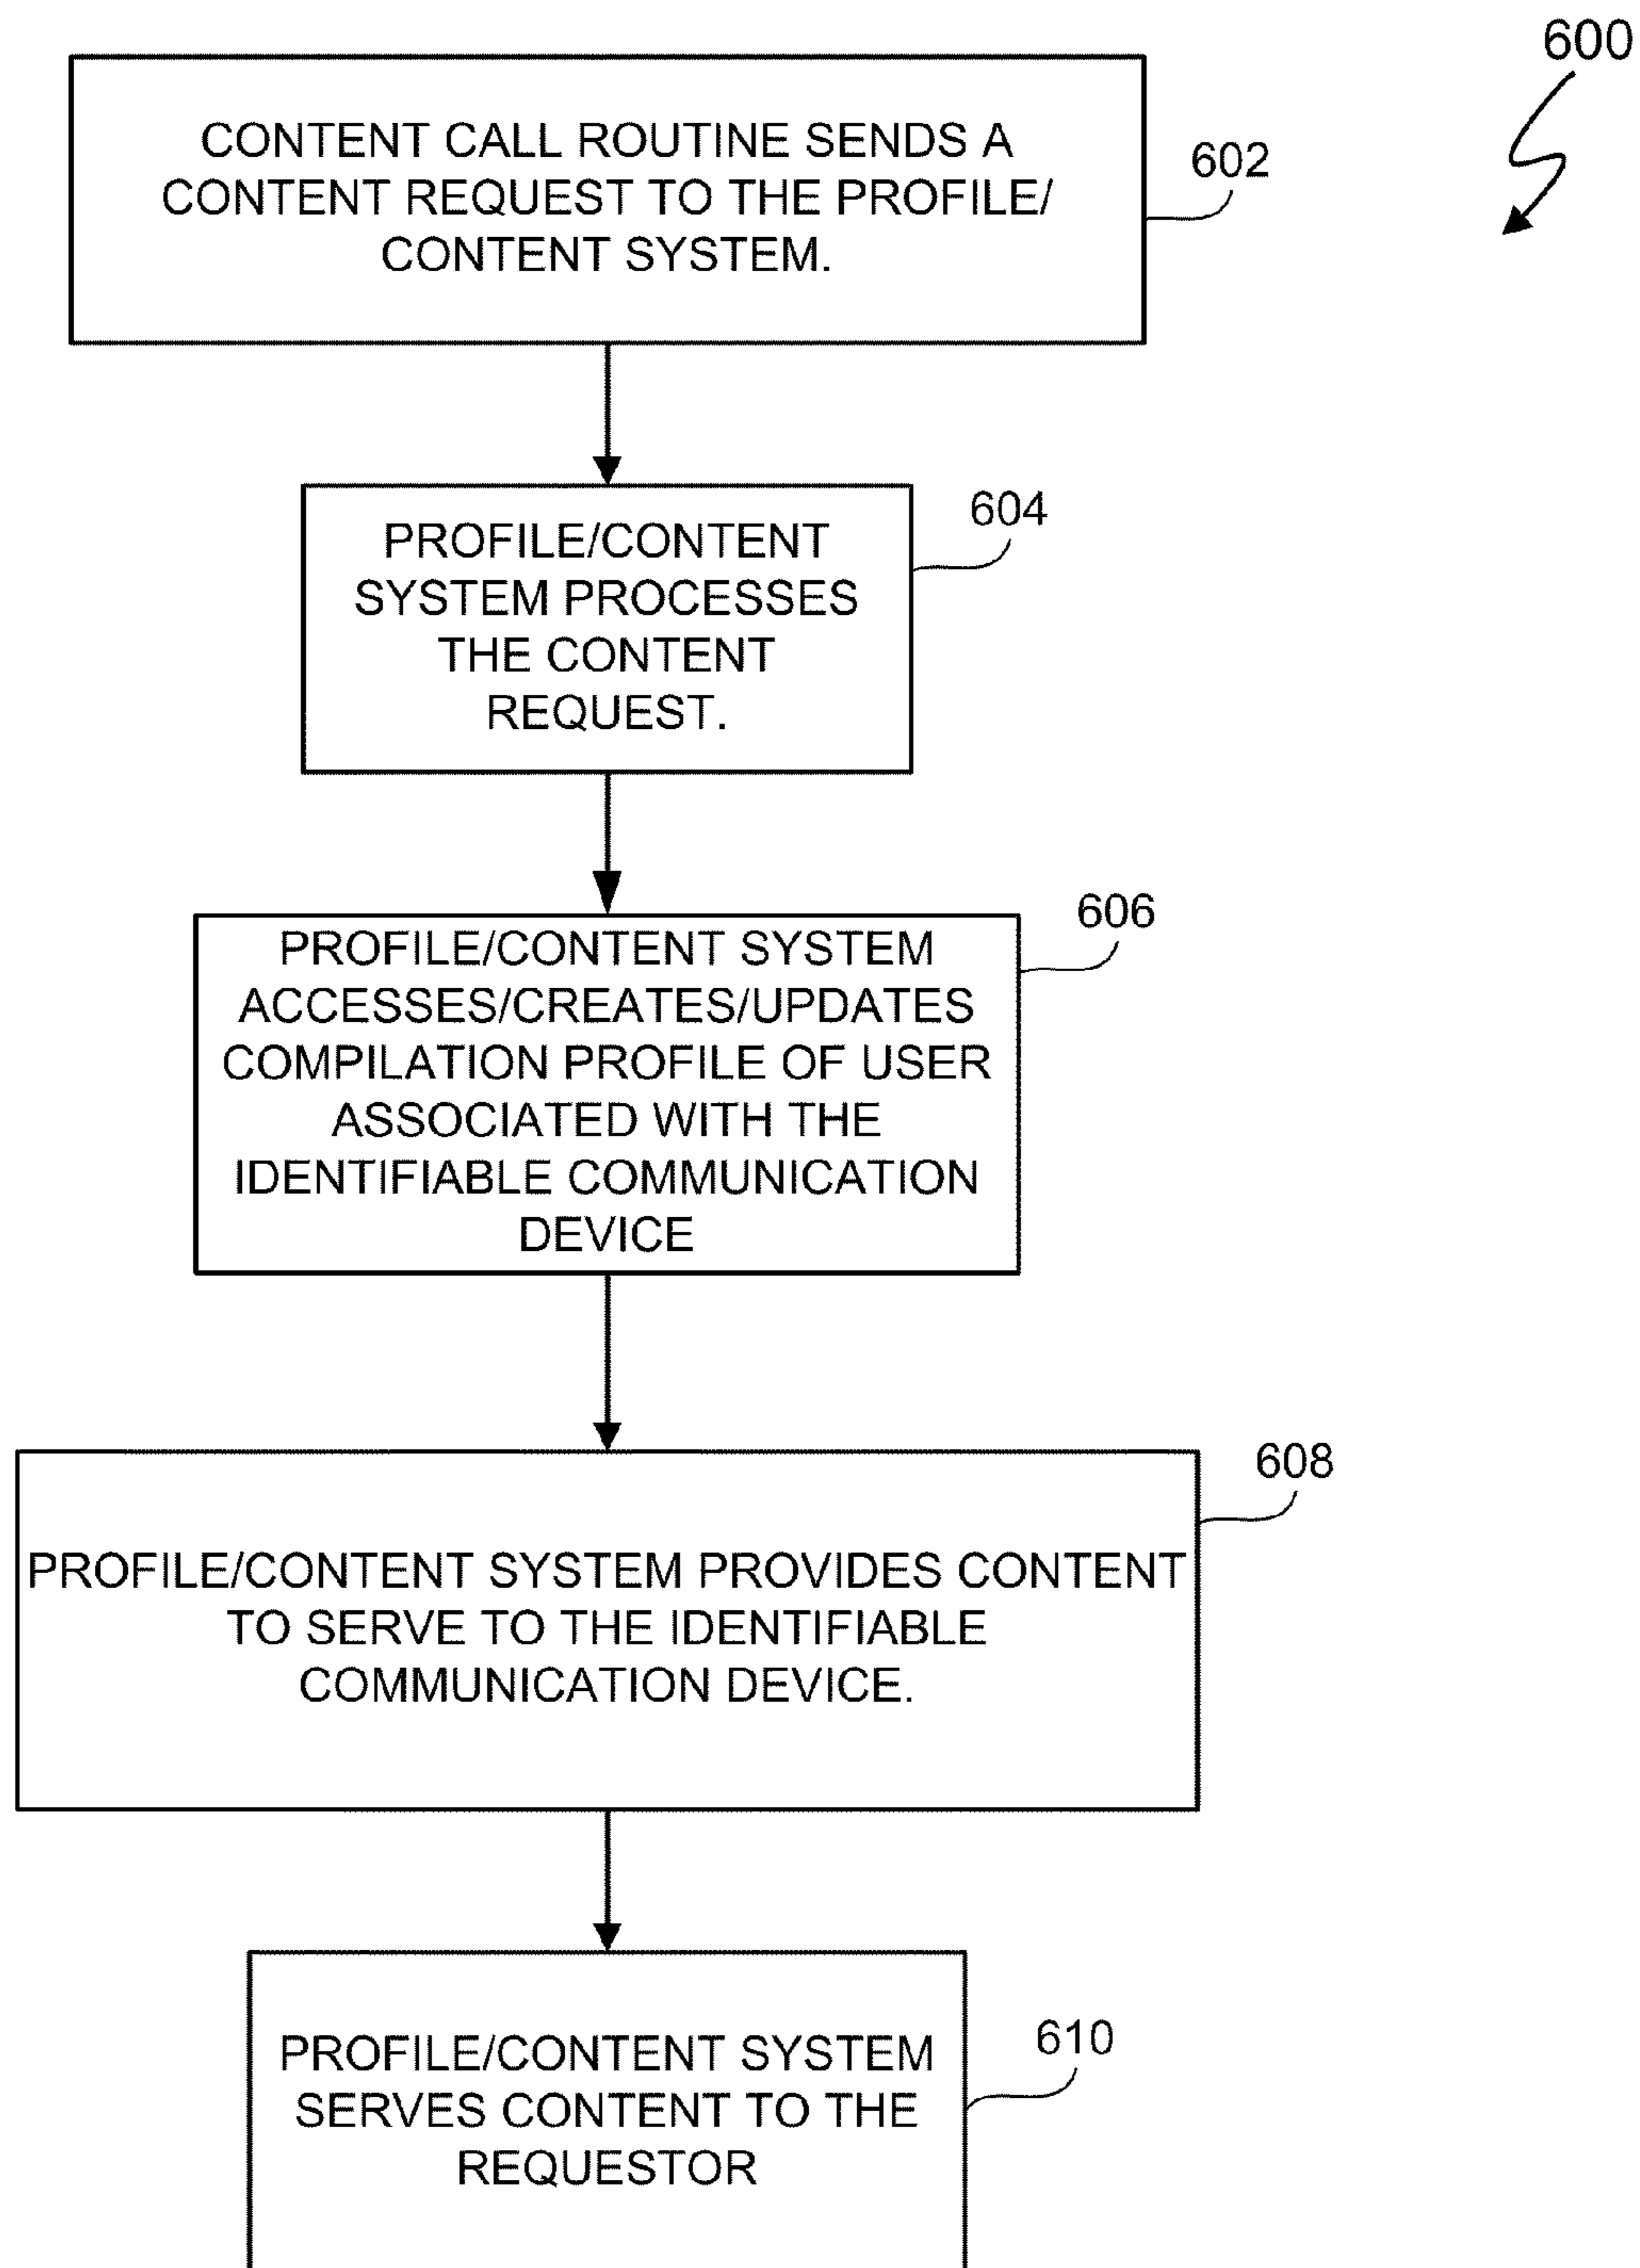 600
CONTENT CALL ROUTINE SENDS A
CONTENT REQUEST TO THE PROFILE/
CONTENT SYSTEM.
602
PROFILE/CONTENT
SYSTEM PROCESSES
THE CONTENT
REQUEST.
604
PROFILE/CONTENT SYSTEM
ACCESSES/CREATES/UPDATES
COMPILATION PROFILE OF USER
ASSOCIATED WITH THE
IDENTIFIABLE COMMUNICATION
DEVICE
606
PROFILE/CONTENT SYSTEM PROVIDES CONTENT
TO SERVE TO THE IDENTIFIABLE
COMMUNICATION DEVICE.
608
PROFILE/CONTENT SYSTEM
SERVES CONTENT TO THE
REQUESTOR
610